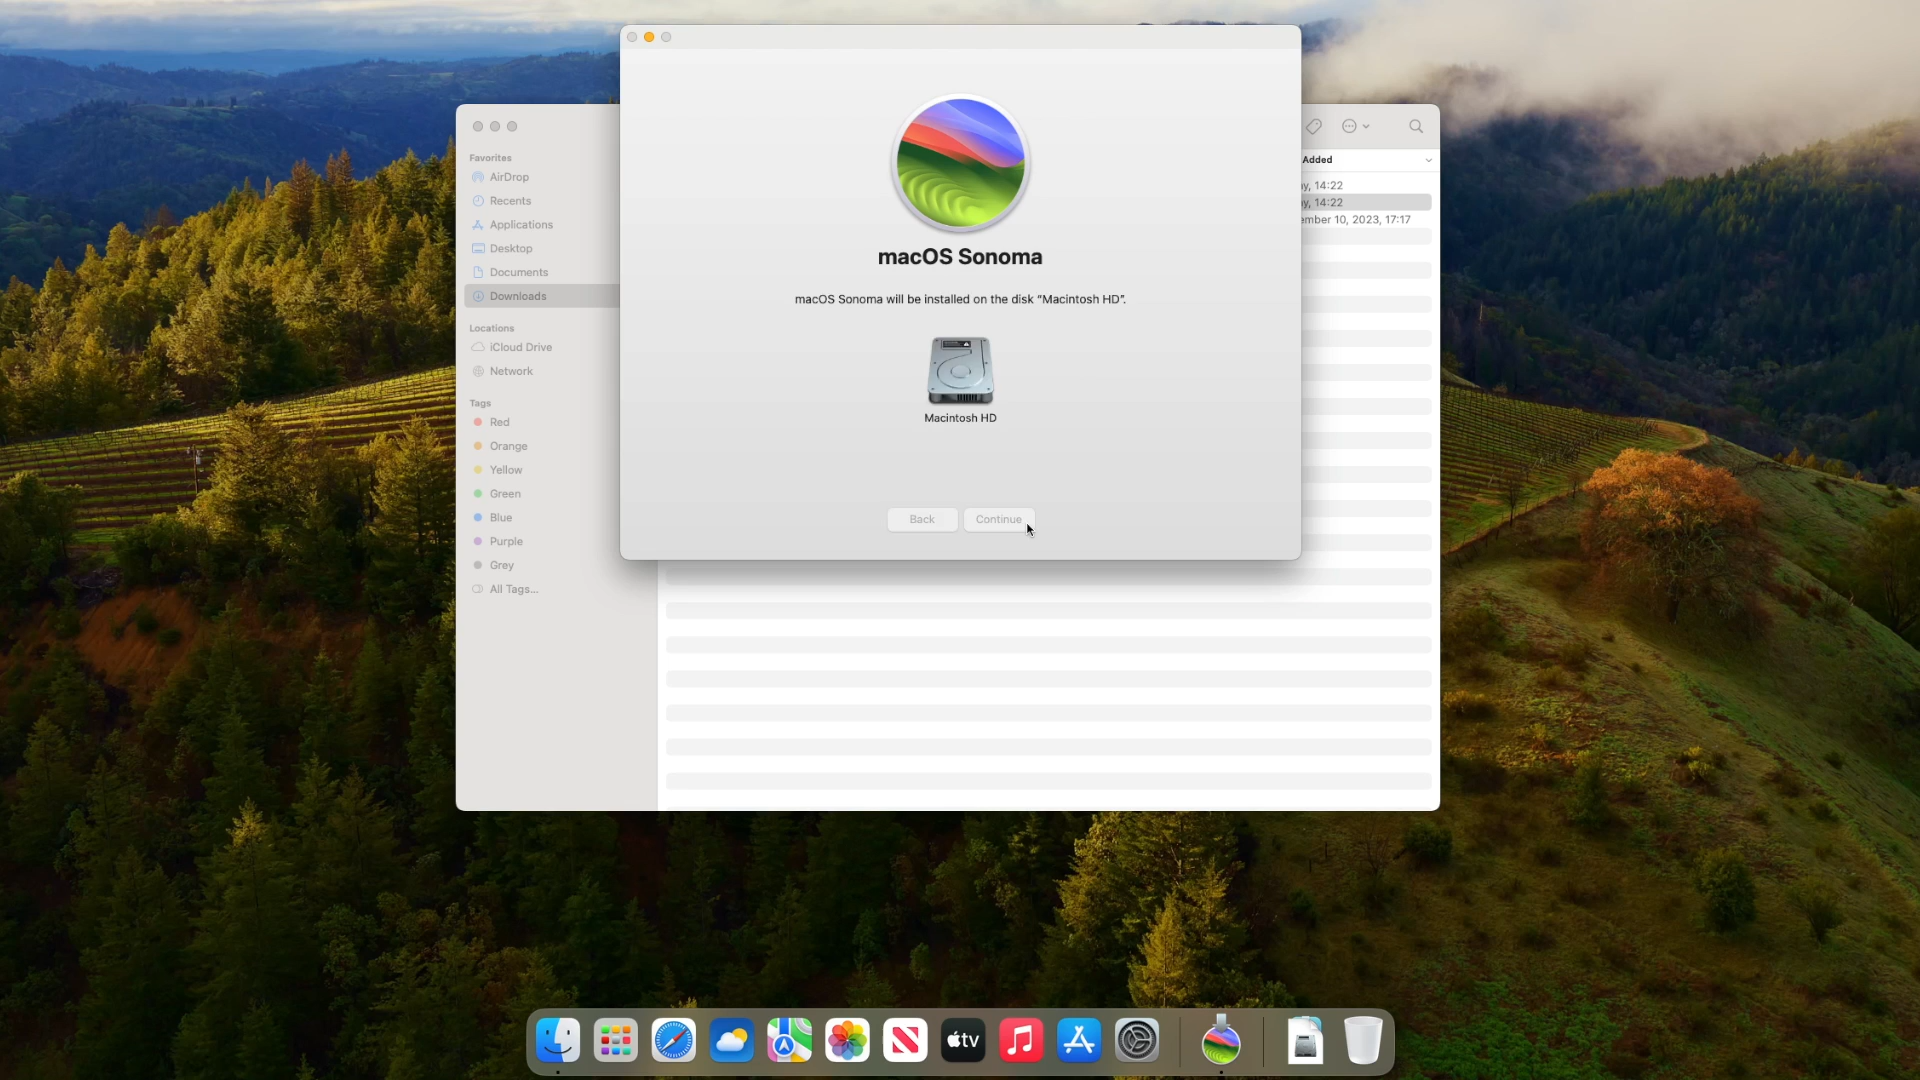 macOS Sonoma
macOS Sonoma will be installed on the disk “Macintosh HD”.
Macintosh HD
Back
Continue
Favorites
AirDrop
Recents
Applications
Desktop
Documents
Downloads
Locations
iCloud Drive
Network
Tags
Red
Orange
Yellow
Green
Blue
Purple
Grey
All Tags...
Added
14:22
14:22
10, 2023, 17:17
tv